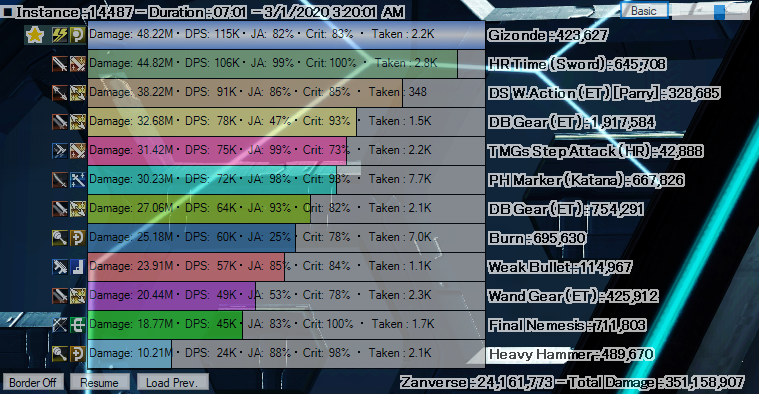 Instance : 14487 - Duration : 07:01 - 3/1/2020 3:20:01 AM
Basic
Damage: 48.22M • DPS: 115K • JA: 82% • Crit: 83% • Taken : 2.2K Gizonde : 423,627
Damage: 44.82M • DPS: 106K • JA: 99% • Crit: 100% • Taken : 2.8K HR Time (Sword) : 645,708
Damage: 38.22M • DPS: 91K • JA: 86% • Crit: 85% • Taken : 348 DS W.Action (ET) [Parry] : 328,685
Damage: 32.68M • DPS: 78K • JA: 47% • Crit: 93% • Taken : 1.5K DB Gear (ET) : 1,917,584
Damage: 31.42M • DPS: 75K • JA: 99% • Crit: 73% • Taken : 2.2K TMGs Step Attack (HR) : 42,888
Damage: 30.23M • DPS: 72K • JA: 98% • Crit: 98% • Taken : 7.7K PH Marker (Katana) : 667,826
Damage: 27.06M • DPS: 64K • JA: 93% • Crit: 82% • Taken : 2.1K DB Gear (ET) : 754,291
Damage: 25.18M • DPS: 60K • JA: 25% • Crit: 78% • Taken : 7.0K Burn : 695,630
Damage: 23.91M • DPS: 57K • JA: 85% • Crit: 84% • Taken : 1.1K Weak Bullet : 114,967
Damage: 20.44M • DPS: 49K • JA: 53% • Crit: 78% • Taken : 2.3K Wand Gear (ET) : 425,912
Damage: 18.77M • DPS: 45K • JA: 83% • Crit: 100% • Taken : 1.7K Final Nemesis : 711,803
Damage: 10.21M • DPS: 24K • JA: 88% • Crit: 98% • Taken : 2.1K Heavy Hammer : 489,670
Border Off Resume Load Prev. Zanverse : 24,161,773 - Total Damage : 351,158,907